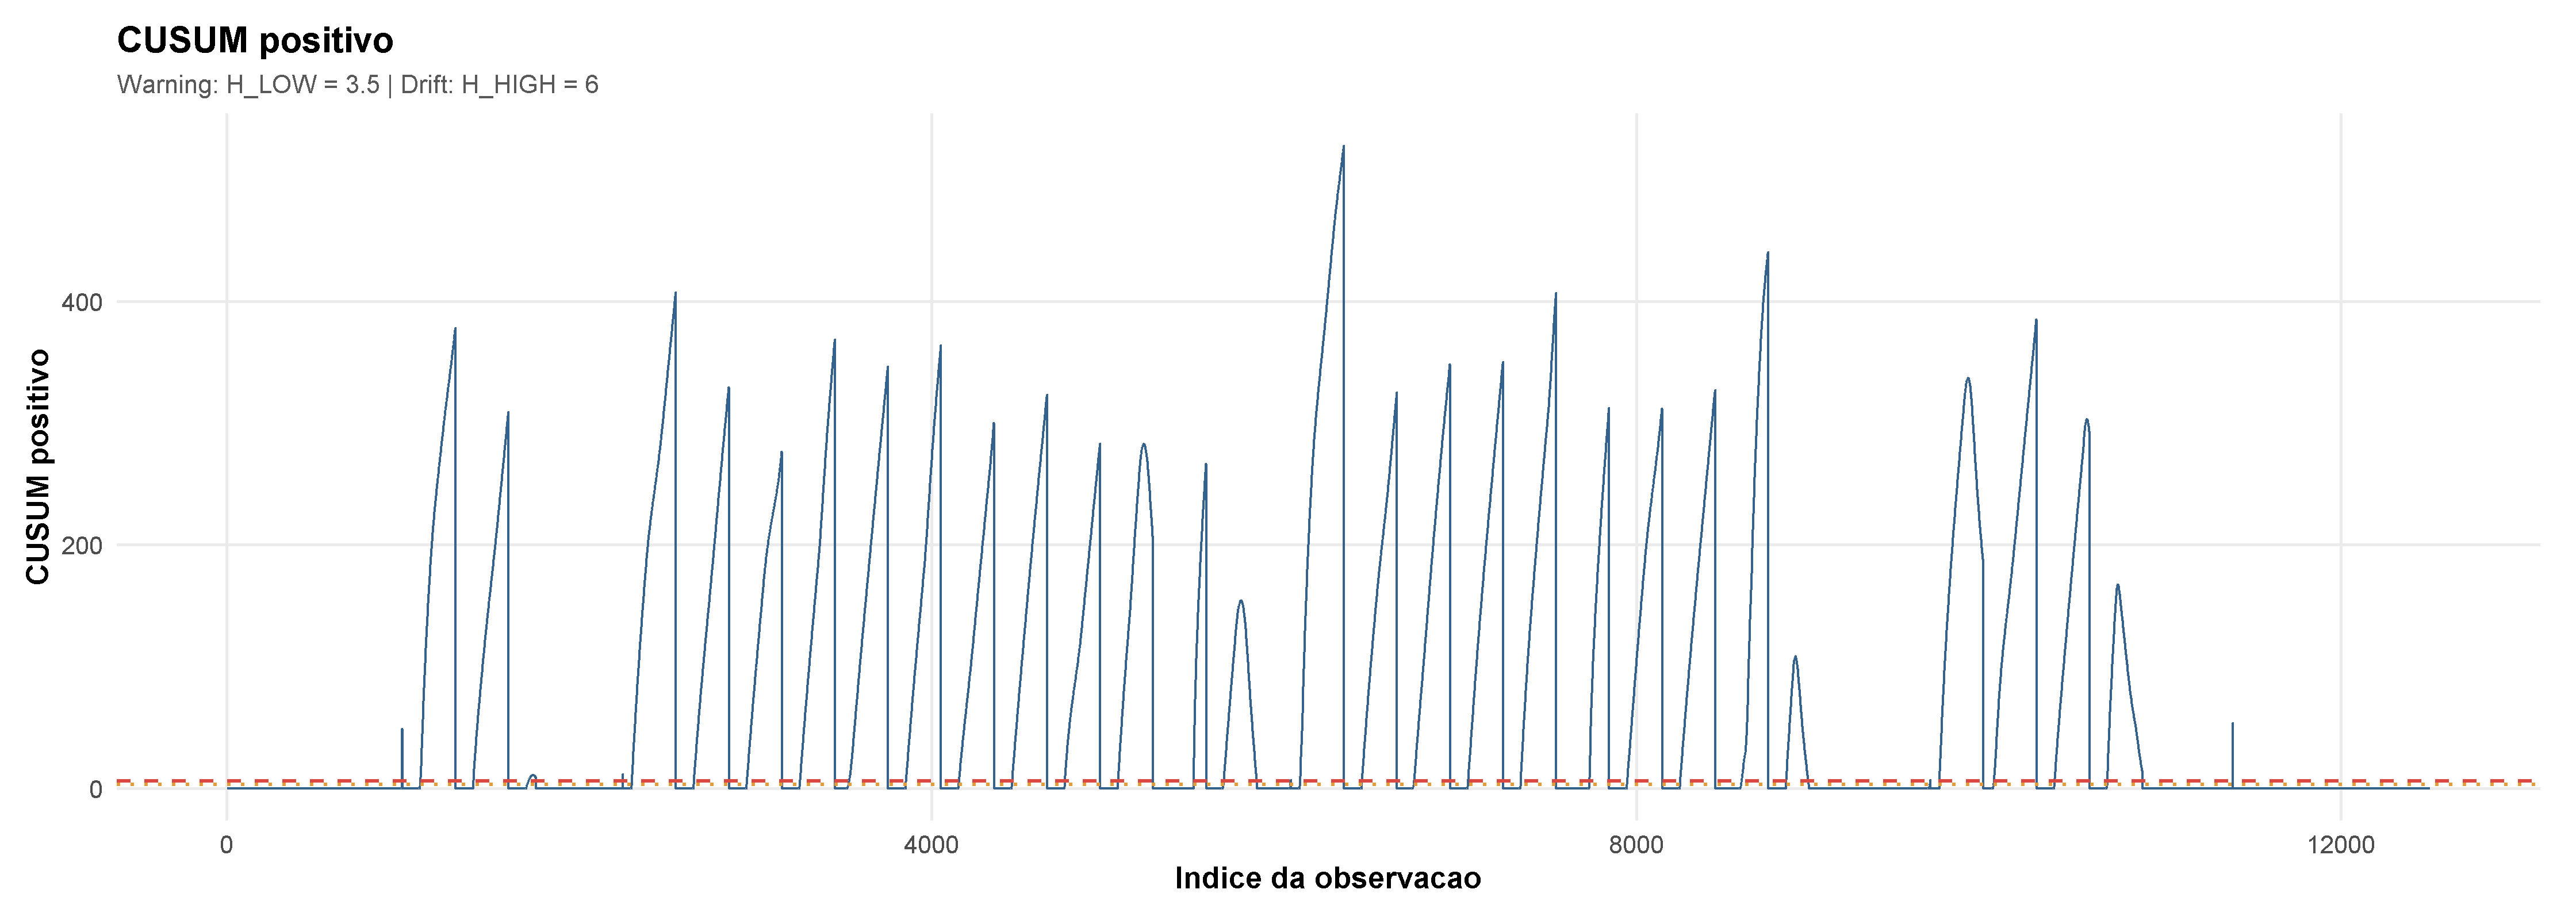 CUSUM positivo
Warning: H_LOW = 3.5 | Drift: H_HIGH = 6
CUSUM positivo
400
200
0
0
4000
8000
12000
Indice da observacao